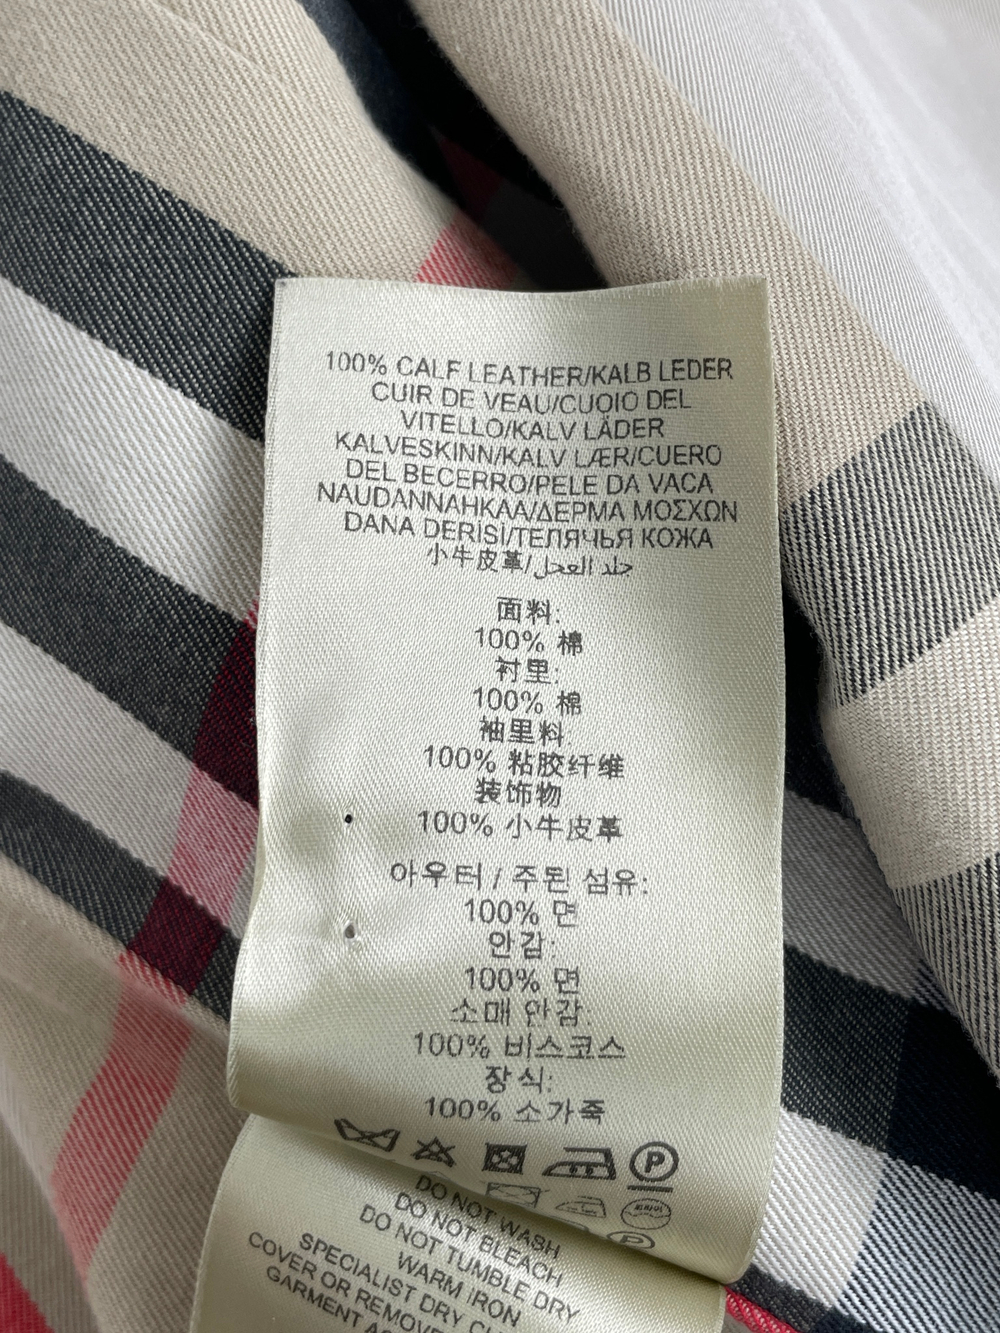 100% CALF LEATHER/KALB LEDER
CUIR DE VEAU/CUOIO DEL
VITELLO/KALV LÄDER
KALVESKINN/KALV LÆR/CUERO
DEL BECERRO/PELE DA VACA
NAUDANNAHKAA/ΔΕΡΜΑ ΜΟΣΧΩΝ
DANA DERISI/ТЕЛЯЧЬЯ КОЖА
小牛皮革/جلد العجل
面料:
100% 棉
衬里:
100% 棉
袖里料
100% 粘胶纤维
装饰物
100% 小牛皮革
아우터 / 주된 섬유:
100% 면
안감:
100% 면
소매 안감:
100% 비스코스
장식:
100% 소가죽
P
DO NOT WASH
DO NOT BLEACH
DO NOT TUMBLE DRY
WARM IRON
SPECIALIST DRY
COVER OR REMOVE
GARMENT